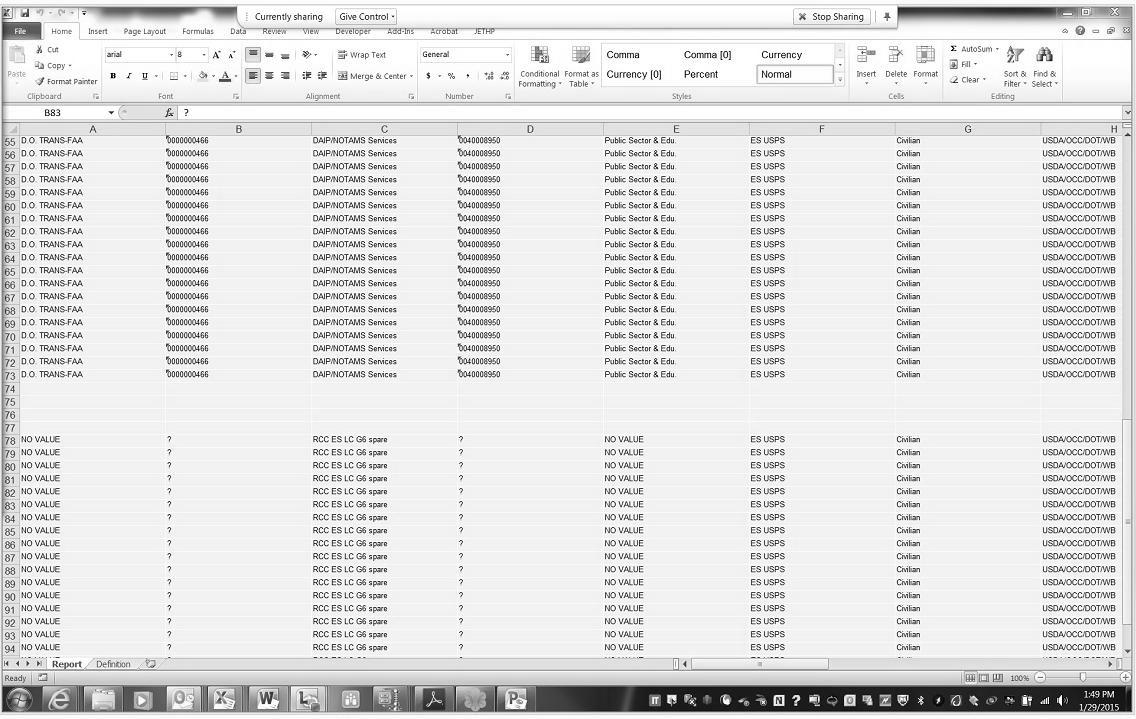 Currently sharing Give Control Stop Sharing
File Home Insert Page Layout Formulas Data Review View Developer Add-Ins Acrobat JETHP
Cut arial 8 Wrap Text General Comma Comma [0] Currency AutoSum
Copy Fill
Paste Format Painter Merge & Center Conditional Formatting Format as Table Currency [0] Percent Normal Insert Delete Format Clear Sort & Filter Find & Select
Clipboard Font Alignment Number Styles Cells Editing
B83 fx ?
A B C D E F G H
55 D.O. TRANS-FAA 0000000466 DAIP/NOTAMS Services 0040008950 Public Sector & Edu. ES USPS Civilian USDA/OCC/DOT/WB
56 D.O. TRANS-FAA 0000000466 DAIP/NOTAMS Services 0040008950 Public Sector & Edu. ES USPS Civilian USDA/OCC/DOT/WB
57 D.O. TRANS-FAA 0000000466 DAIP/NOTAMS Services 0040008950 Public Sector & Edu. ES USPS Civilian USDA/OCC/DOT/WB
58 D.O. TRANS-FAA 0000000466 DAIP/NOTAMS Services 0040008950 Public Sector & Edu. ES USPS Civilian USDA/OCC/DOT/WB
59 D.O. TRANS-FAA 0000000466 DAIP/NOTAMS Services 0040008950 Public Sector & Edu. ES USPS Civilian USDA/OCC/DOT/WB
60 D.O. TRANS-FAA 0000000466 DAIP/NOTAMS Services 0040008950 Public Sector & Edu. ES USPS Civilian USDA/OCC/DOT/WB
61 D.O. TRANS-FAA 0000000466 DAIP/NOTAMS Services 0040008950 Public Sector & Edu. ES USPS Civilian USDA/OCC/DOT/WB
62 D.O. TRANS-FAA 0000000466 DAIP/NOTAMS Services 0040008950 Public Sector & Edu. ES USPS Civilian USDA/OCC/DOT/WB
63 D.O. TRANS-FAA 0000000466 DAIP/NOTAMS Services 0040008950 Public Sector & Edu. ES USPS Civilian USDA/OCC/DOT/WB
64 D.O. TRANS-FAA 0000000466 DAIP/NOTAMS Services 0040008950 Public Sector & Edu. ES USPS Civilian USDA/OCC/DOT/WB
65 D.O. TRANS-FAA 0000000466 DAIP/NOTAMS Services 0040008950 Public Sector & Edu. ES USPS Civilian USDA/OCC/DOT/WB
66 D.O. TRANS-FAA 0000000466 DAIP/NOTAMS Services 0040008950 Public Sector & Edu. ES USPS Civilian USDA/OCC/DOT/WB
67 D.O. TRANS-FAA 0000000466 DAIP/NOTAMS Services 0040008950 Public Sector & Edu. ES USPS Civilian USDA/OCC/DOT/WB
68 D.O. TRANS-FAA 0000000466 DAIP/NOTAMS Services 0040008950 Public Sector & Edu. ES USPS Civilian USDA/OCC/DOT/WB
69 D.O. TRANS-FAA 0000000466 DAIP/NOTAMS Services 0040008950 Public Sector & Edu. ES USPS Civilian USDA/OCC/DOT/WB
70 D.O. TRANS-FAA 0000000466 DAIP/NOTAMS Services 0040008950 Public Sector & Edu. ES USPS Civilian USDA/OCC/DOT/WB
71 D.O. TRANS-FAA 0000000466 DAIP/NOTAMS Services 0040008950 Public Sector & Edu. ES USPS Civilian USDA/OCC/DOT/WB
72 D.O. TRANS-FAA 0000000466 DAIP/NOTAMS Services 0040008950 Public Sector & Edu. ES USPS Civilian USDA/OCC/DOT/WB
73 D.O. TRANS-FAA 0000000466 DAIP/NOTAMS Services 0040008950 Public Sector & Edu. ES USPS Civilian USDA/OCC/DOT/WB
74
75
76
77
78 NO VALUE ? RCC ES LC G6 spare ? NO VALUE ES USPS Civilian USDA/OCC/DOT/WB
79 NO VALUE ? RCC ES LC G6 spare ? NO VALUE ES USPS Civilian USDA/OCC/DOT/WB
80 NO VALUE ? RCC ES LC G6 spare ? NO VALUE ES USPS Civilian USDA/OCC/DOT/WB
81 NO VALUE ? RCC ES LC G6 spare ? NO VALUE ES USPS Civilian USDA/OCC/DOT/WB
82 NO VALUE ? RCC ES LC G6 spare ? NO VALUE ES USPS Civilian USDA/OCC/DOT/WB
83 NO VALUE ? RCC ES LC G6 spare ? NO VALUE ES USPS Civilian USDA/OCC/DOT/WB
84 NO VALUE ? RCC ES LC G6 spare ? NO VALUE ES USPS Civilian USDA/OCC/DOT/WB
85 NO VALUE ? RCC ES LC G6 spare ? NO VALUE ES USPS Civilian USDA/OCC/DOT/WB
86 NO VALUE ? RCC ES LC G6 spare ? NO VALUE ES USPS Civilian USDA/OCC/DOT/WB
87 NO VALUE ? RCC ES LC G6 spare ? NO VALUE ES USPS Civilian USDA/OCC/DOT/WB
88 NO VALUE ? RCC ES LC G6 spare ? NO VALUE ES USPS Civilian USDA/OCC/DOT/WB
89 NO VALUE ? RCC ES LC G6 spare ? NO VALUE ES USPS Civilian USDA/OCC/DOT/WB
90 NO VALUE ? RCC ES LC G6 spare ? NO VALUE ES USPS Civilian USDA/OCC/DOT/WB
91 NO VALUE ? RCC ES LC G6 spare ? NO VALUE ES USPS Civilian USDA/OCC/DOT/WB
92 NO VALUE ? RCC ES LC G6 spare ? NO VALUE ES USPS Civilian USDA/OCC/DOT/WB
93 NO VALUE ? RCC ES LC G6 spare ? NO VALUE ES USPS Civilian USDA/OCC/DOT/WB
94 NO VALUE ? RCC ES LC G6 spare ? NO VALUE ES USPS Civilian USDA/OCC/DOT/WB
Report Definition
Ready 100%
1:49 PM
1/29/2015